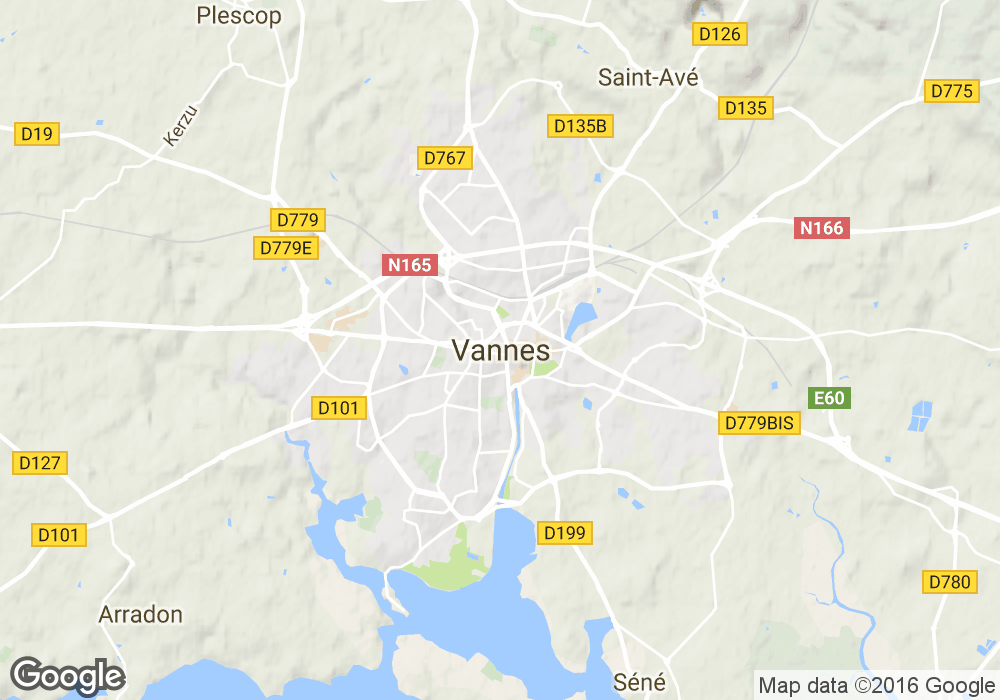 Plescop
D126
Saint-Avé
D775
D135
Kerzu
D135B
D19
D767
D779
N166
D779E
N165
Vannes
E60
D101
D779BIS
D127
D101
D199
D780
Arradon
Séné
Google
Map data ©2016 Google